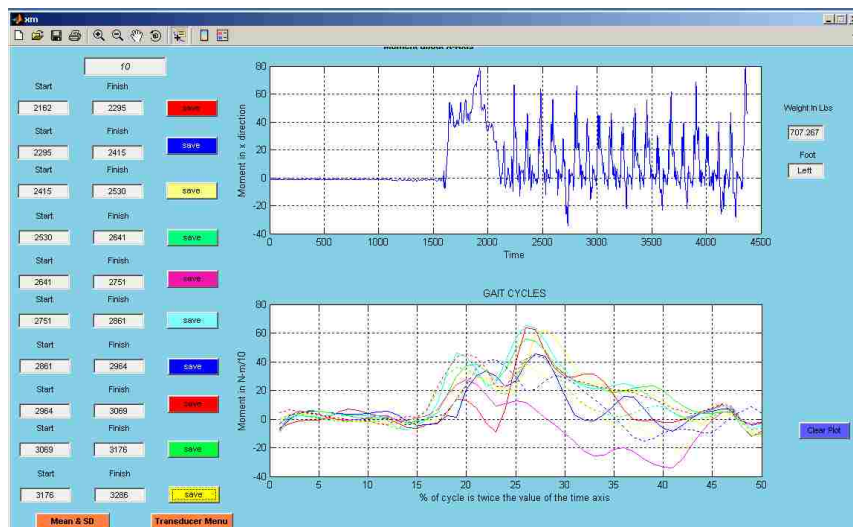 xm
10
Start Finish
2162 2295 save
Start Finish
2295 2415 save
Start Finish
2415 2530 save
Start Finish
2530 2641 save
Start Finish
2641 2751 save
Start Finish
2751 2861 save
Start Finish
2861 2964 save
Start Finish
2964 3069 save
Start Finish
3069 3176 save
Start Finish
3176 3286 save
Mean & SD Transducer Menu
Moment about X-Axis
Moment in x direction
80
60
40
20
0
-20
-40
0 500 1000 1500 2000 2500 3000 3500 4000 4500
Time
GAIT CYCLES
Moment in N-m/10
80
60
40
20
0
-20
-40
0 5 10 15 20 25 30 35 40 45 50
% of cycle is twice the value of the time axis
Weight In Lbs
707.267
Foot
Left
Clear Plot